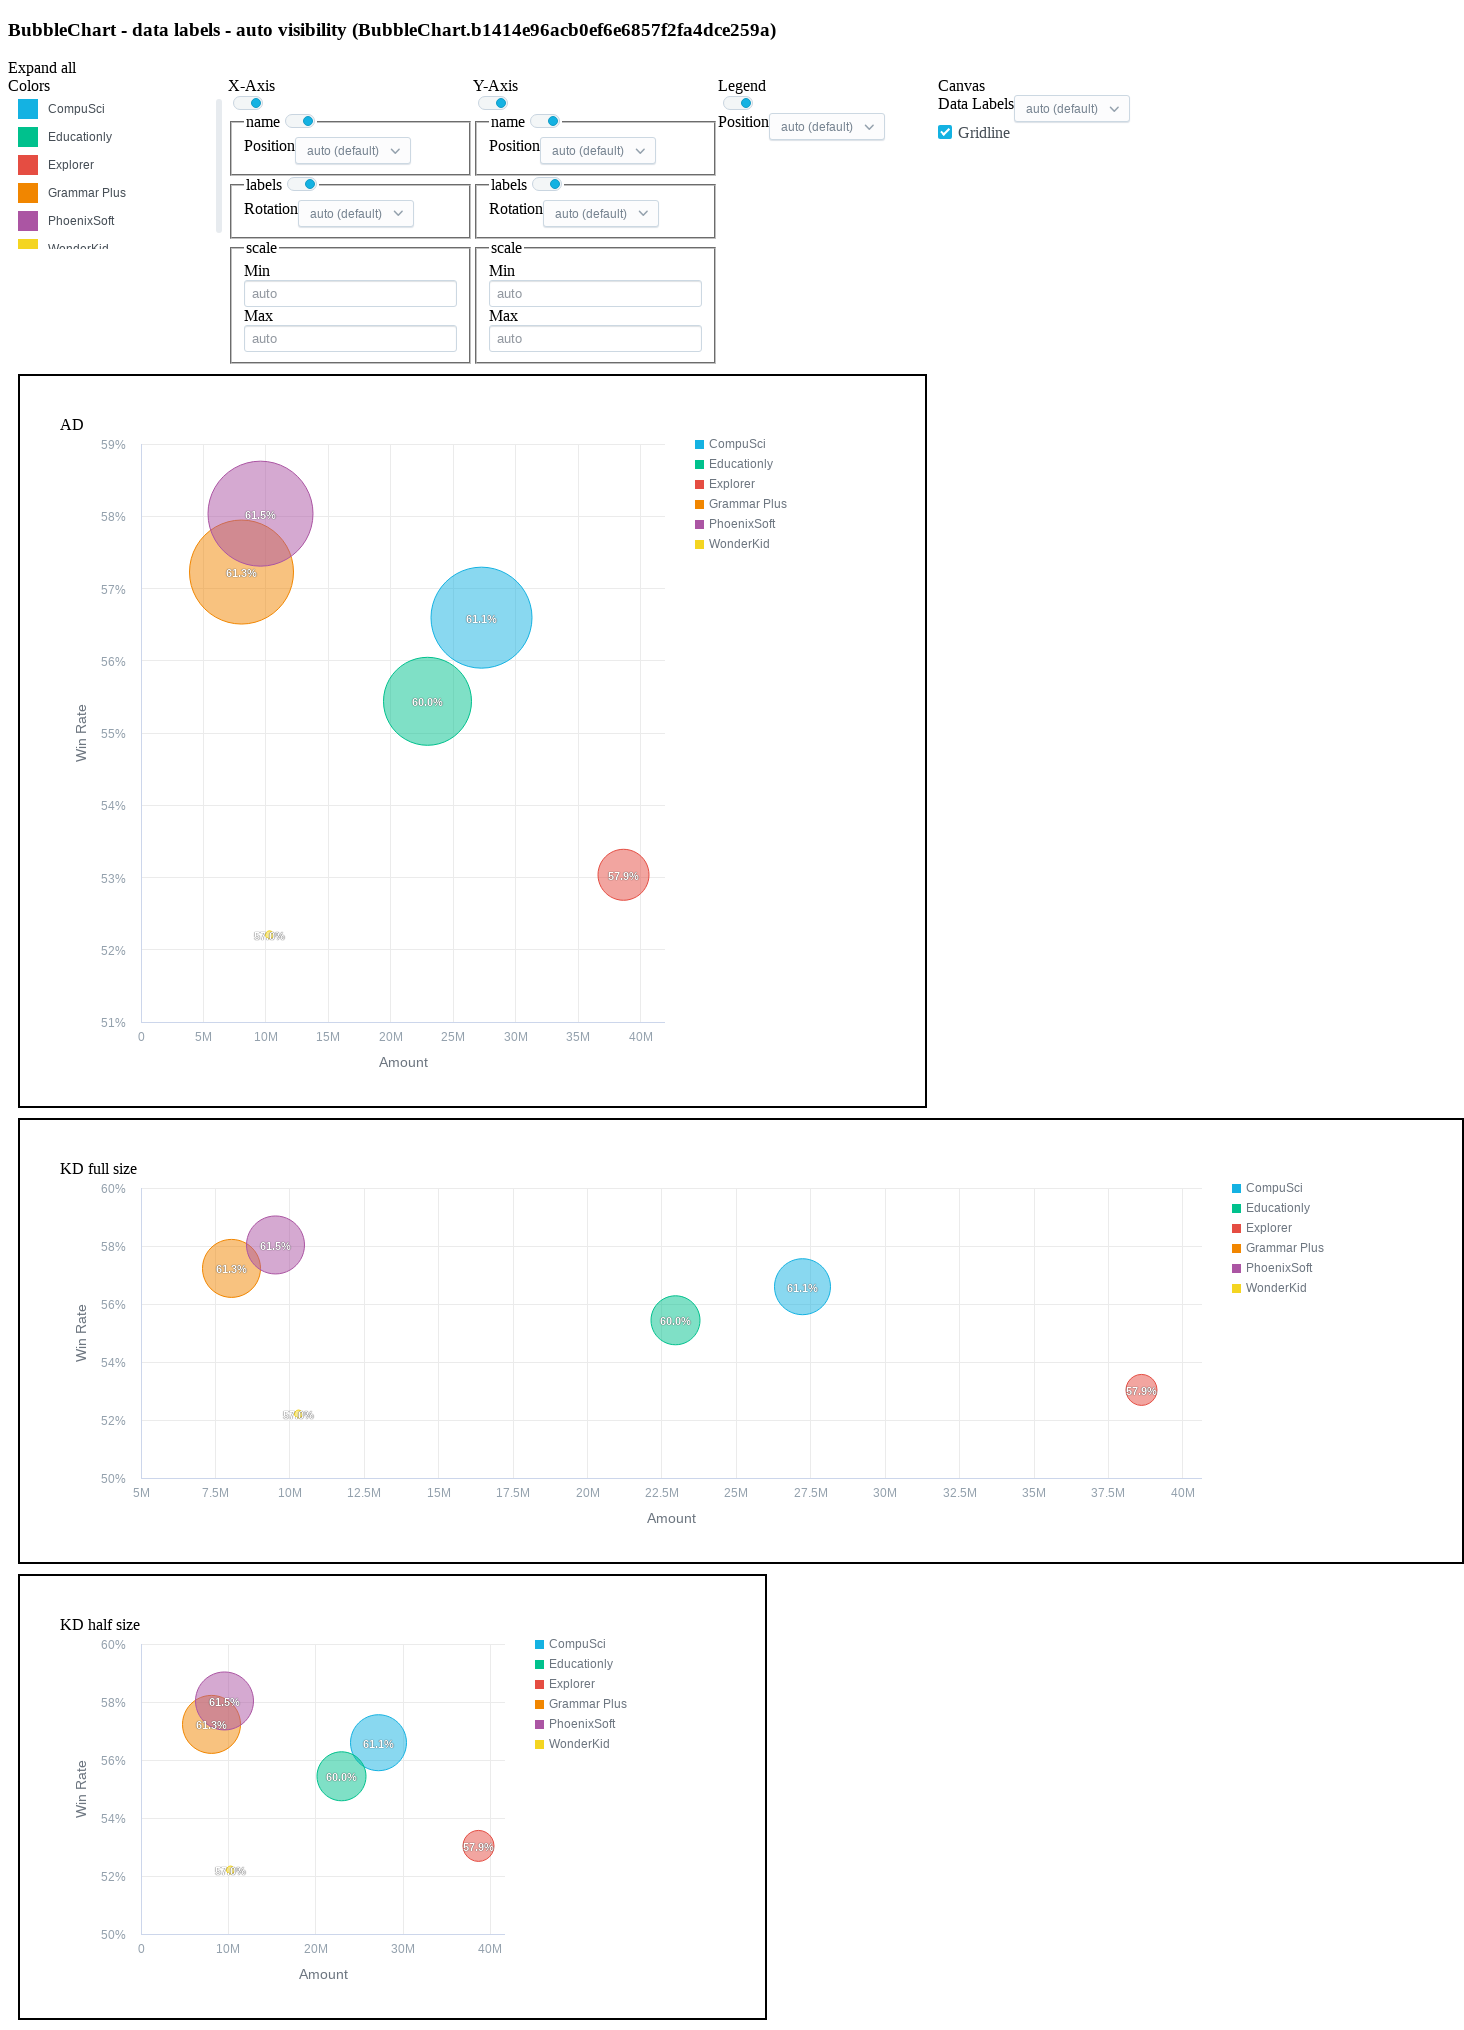 BubbleChart - data labels - auto visibility (BubbleChart.b1414e96acb0ef6e6857f2fa4dce259a)
Expand all
Colors
CompuSci
Educationly
Explorer
Grammar Plus
PhoenixSoft
WonderKid
X-Axis
name
Position auto (default)
labels
Rotation auto (default)
scale
Min
auto
Max
auto
Y-Axis
name
Position auto (default)
labels
Rotation auto (default)
scale
Min
auto
Max
auto
Legend
Position auto (default)
Canvas
Data Labels auto (default)
Gridline
AD
59%
58%
57%
56%
55%
54%
53%
52%
51%
Win Rate
61.5%
61.3%
61.1%
60.0%
57.9%
0 5M 10M 15M 20M 25M 30M 35M 40M
Amount
CompuSci
Educationly
Explorer
Grammar Plus
PhoenixSoft
WonderKid
KD full size
60%
58%
56%
54%
52%
50%
Win Rate
61.5%
61.3%
61.1%
60.0%
57.9%
5M 7.5M 10M 12.5M 15M 17.5M 20M 22.5M 25M 27.5M 30M 32.5M 35M 37.5M 40M
Amount
CompuSci
Educationly
Explorer
Grammar Plus
PhoenixSoft
WonderKid
KD half size
60%
58%
56%
54%
52%
50%
Win Rate
61.5%
61.3%
61.1%
60.0%
57.9%
0 10M 20M 30M 40M
Amount
CompuSci
Educationly
Explorer
Grammar Plus
PhoenixSoft
WonderKid